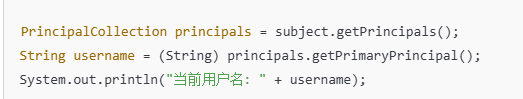 PrincipalCollection principals = subject.getPrincipals();
String username = (String) principals.getPrimaryPrincipal();
System.out.println("当前用户名: " + username);